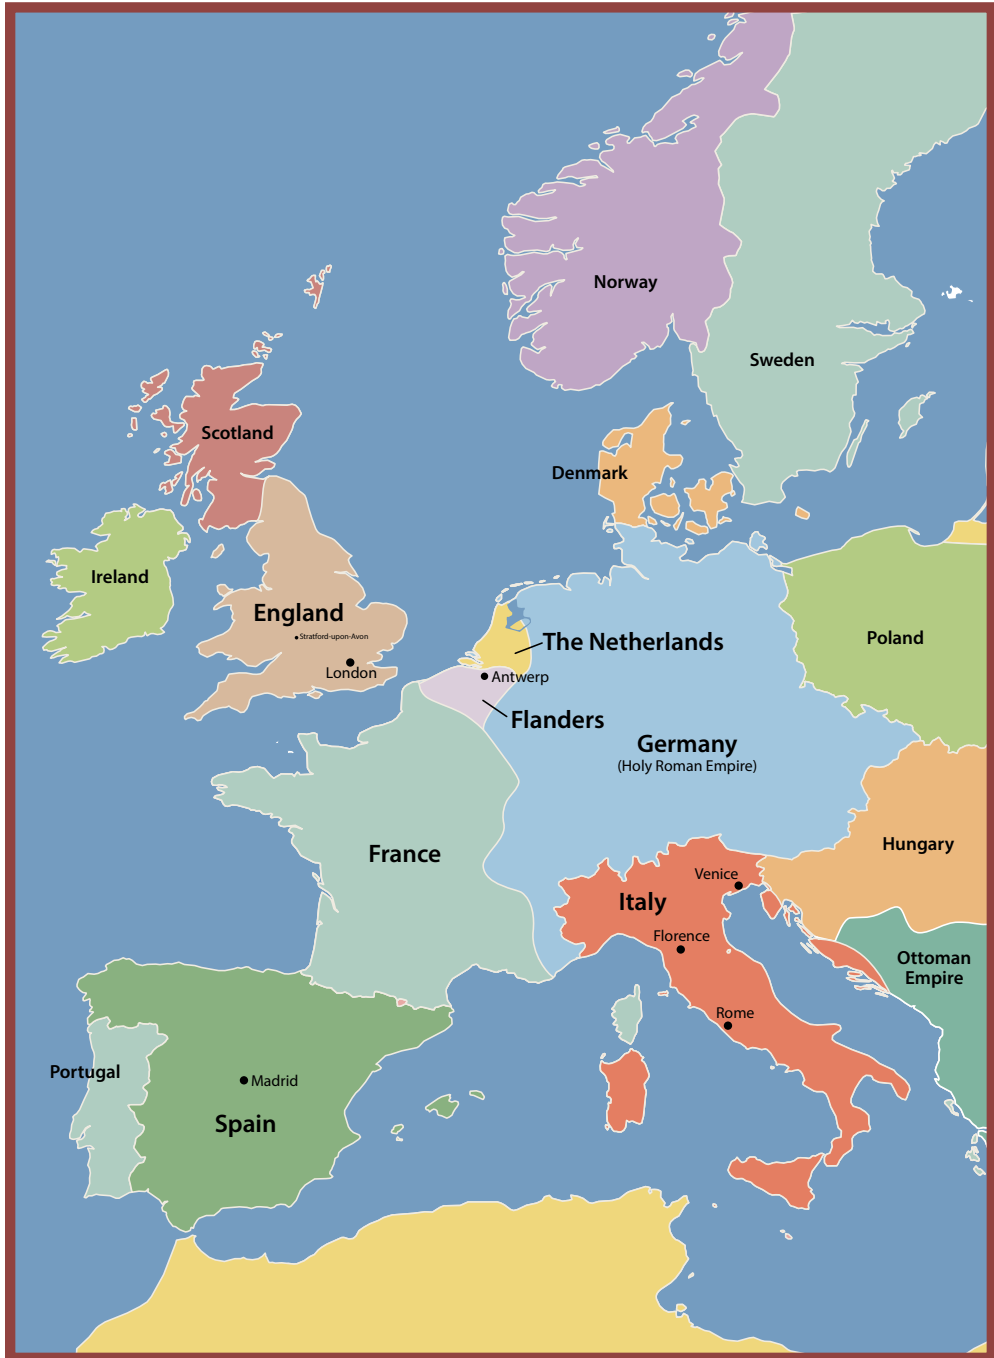 Norway
Sweden
Scotland
Denmark
Ireland
England
Stratford-upon-Avon
The Netherlands
Poland
London
Antwerp
Flanders
Germany
(Holy Roman Empire)
France
Hungary
Venice
Italy
Florence
Ottoman
Empire
Rome
Portugal
Madrid
Spain